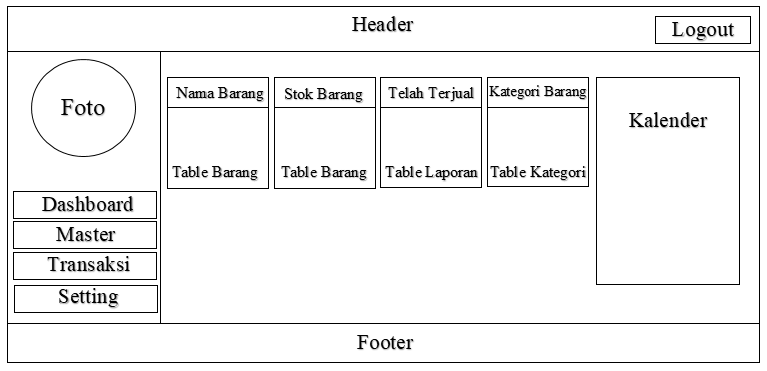 Header
Logout
Foto
Dashboard
Master
Transaksi
Setting
Nama Barang
Table Barang
Stok Barang
Table Barang
Telah Terjual
Table Laporan
Kategori Barang
Table Kategori
Kalender
Footer